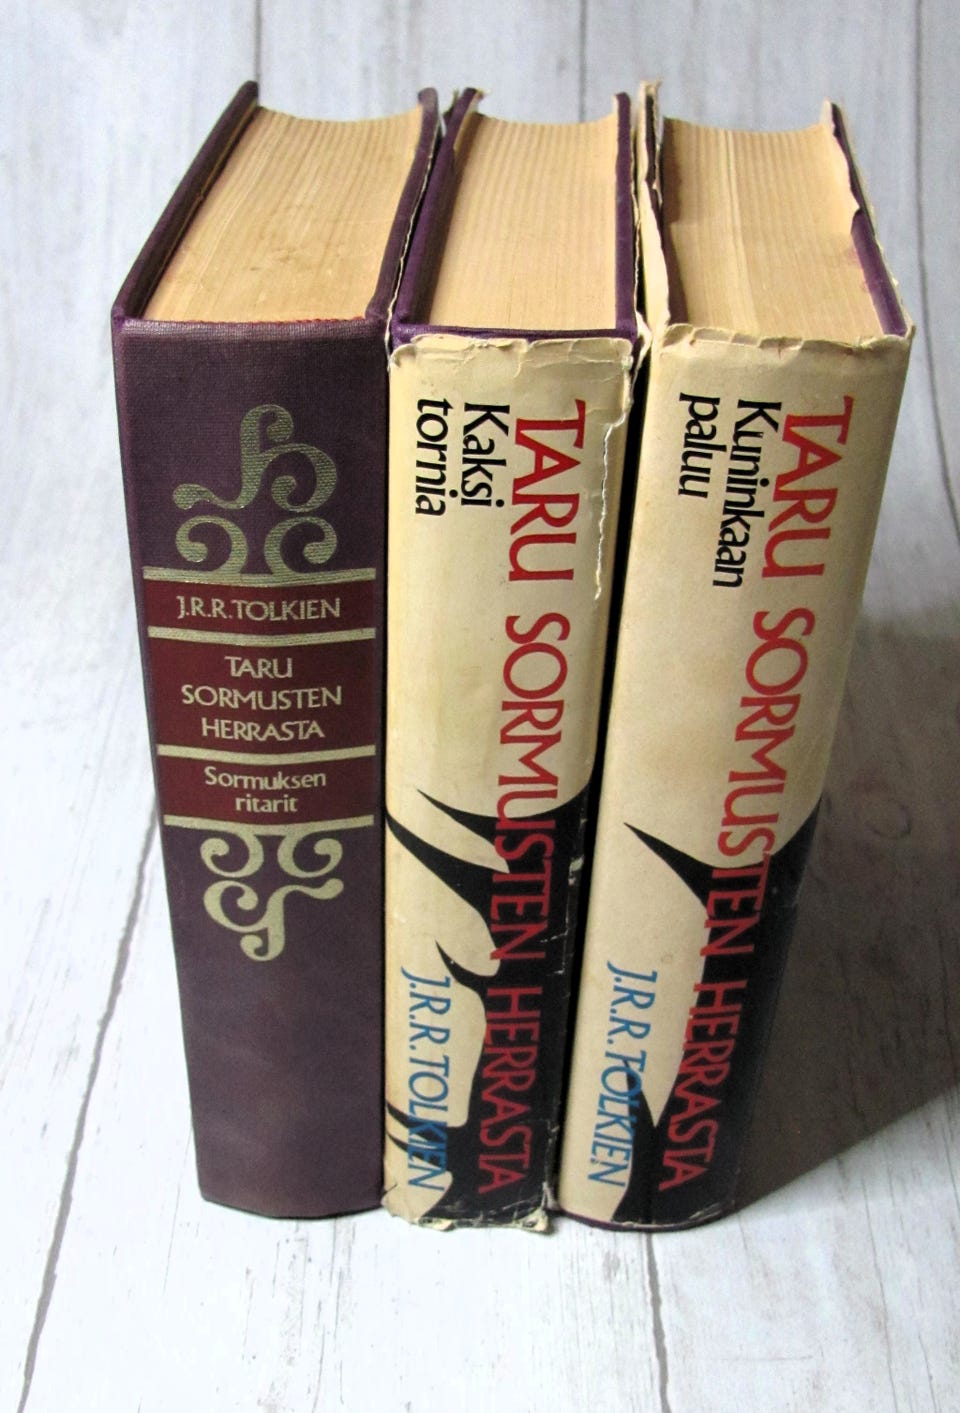 J.R.R. TOLKIEN
TARU
SORMUSTEN
HERRASTA
Sormuksen
ritarit
TARU SORMUSTEN HERRASTA
Kaksi
tornia
J.R.R. TOLKIEN
TARU SORMUSTEN HERRASTA
Kuninkaan
paluu
J.R.R. TOLKIEN